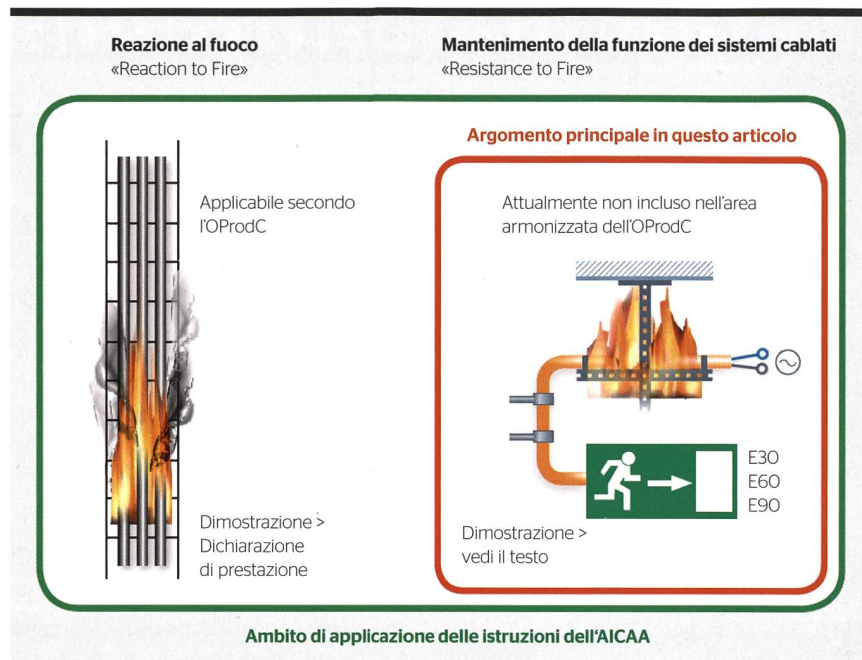 Reazione al fuoco
«Reaction to Fire»
Mantenimento della funzione dei sistemi cablati
«Resistance to Fire»
Argomento principale in questo articolo
Applicabile secondo
l'OProdC
Attualmente non incluso nell'area
armonizzata dell'OProdC
E30
E60
E90
Dimostrazione >
Dichiarazione
di prestazione
Dimostrazione >
vedi il testo
Ambito di applicazione delle istruzioni dell'AICAA